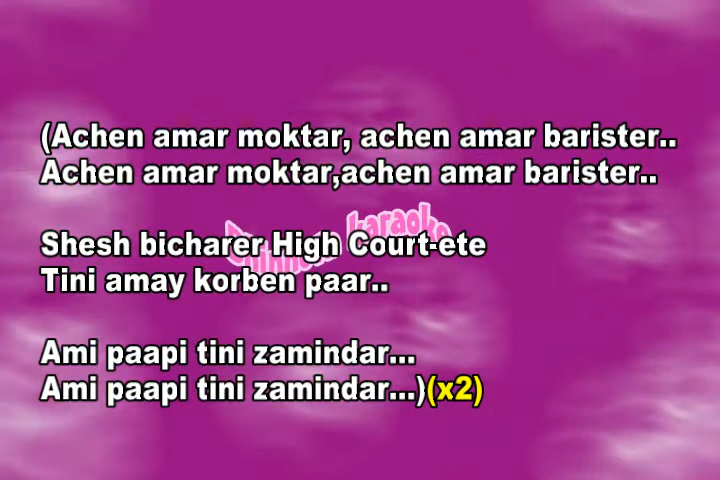 (Achen amar moktar, achen amar barister..
Achen amar moktar,achen amar barister..
Shesh bicharer High Court-ete
Tini amay korben paar..
Ami paapi tini zamindar...
Ami paapi tini zamindar...)(x2)
karaoke